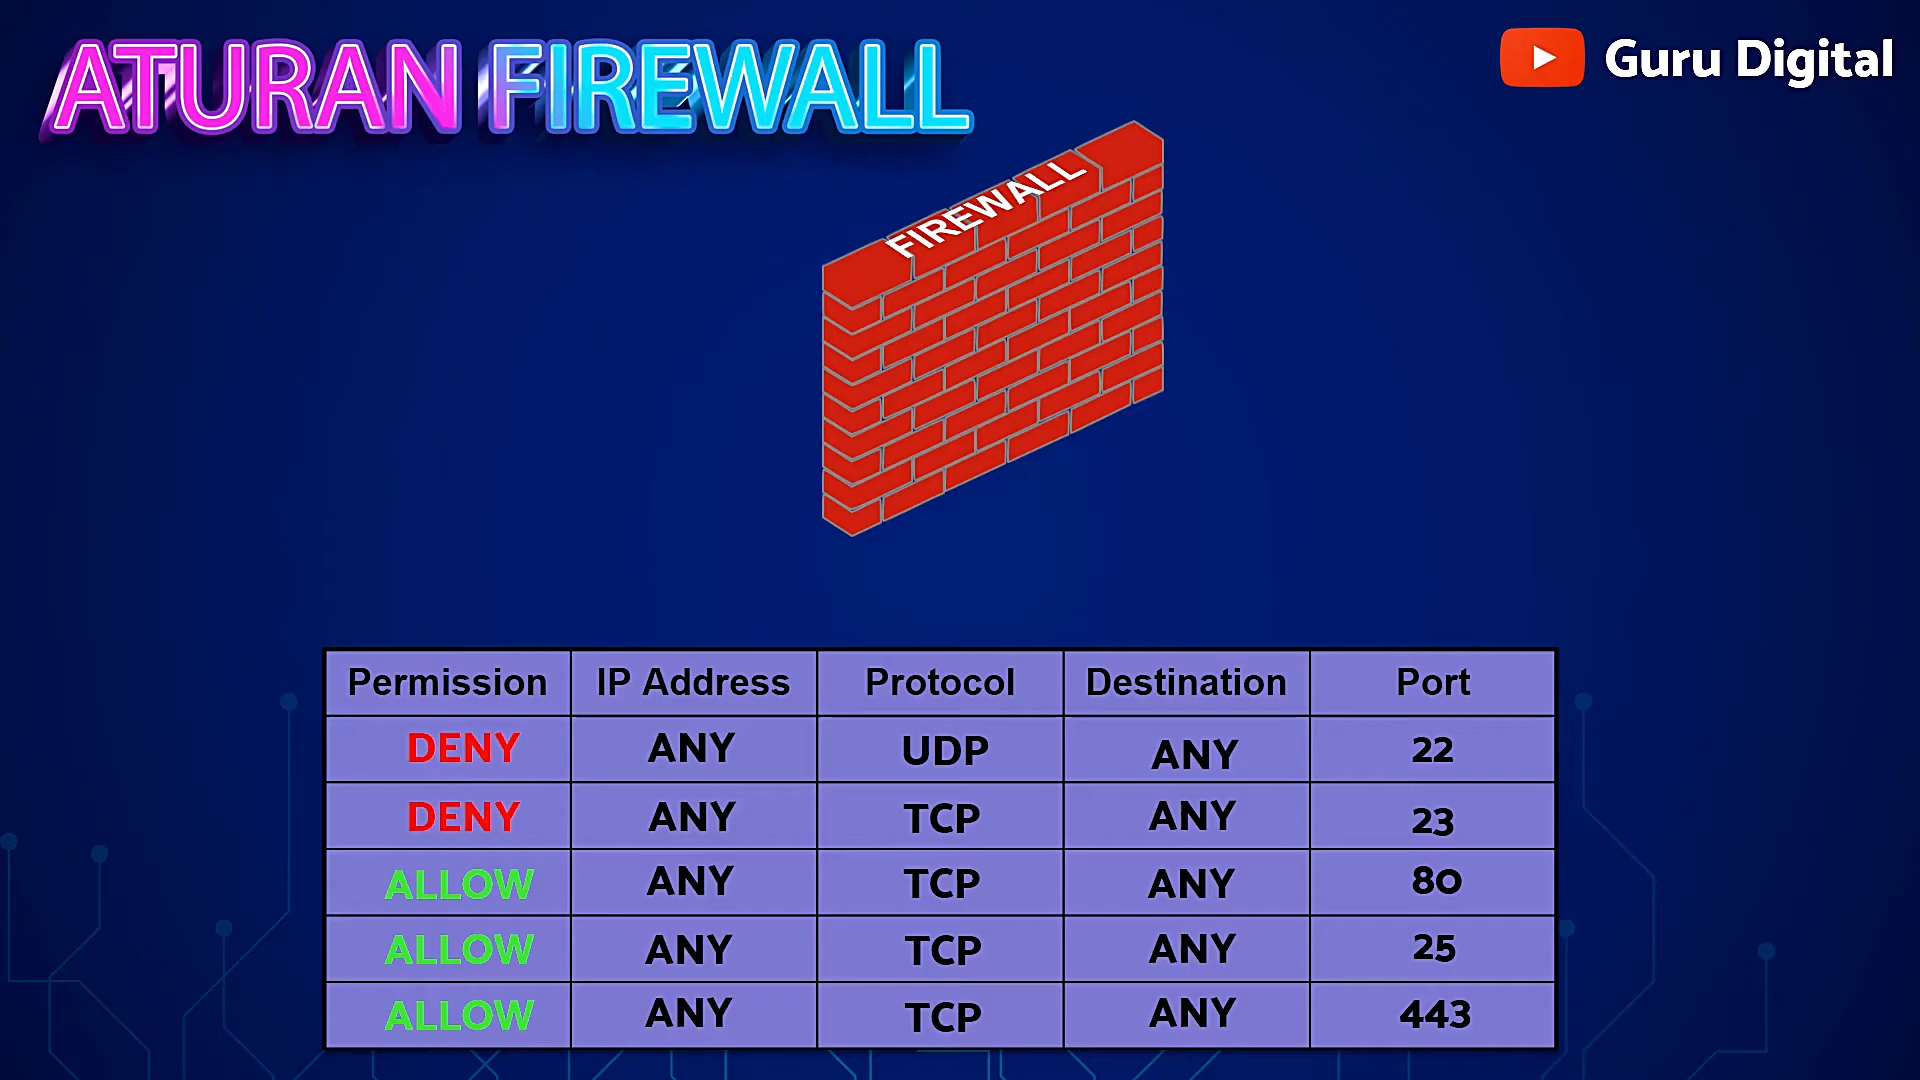 ATURAN FIREWALL
Guru Digital
FIREWALL
Permission IP Address Protocol Destination Port
DENY ANY UDP ANY 22
DENY ANY TCP ANY 23
ALLOW ANY TCP ANY 80
ALLOW ANY TCP ANY 25
ALLOW ANY TCP ANY 443